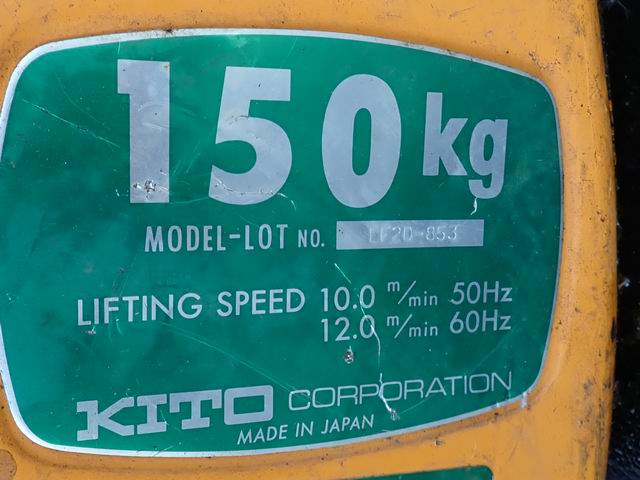 150kg
MODEL-LOT NO.
LIFTING SPEED 10.0 m/min 50Hz
12.0 m/min 60Hz
KITO CORPORATION
MADE IN JAPAN